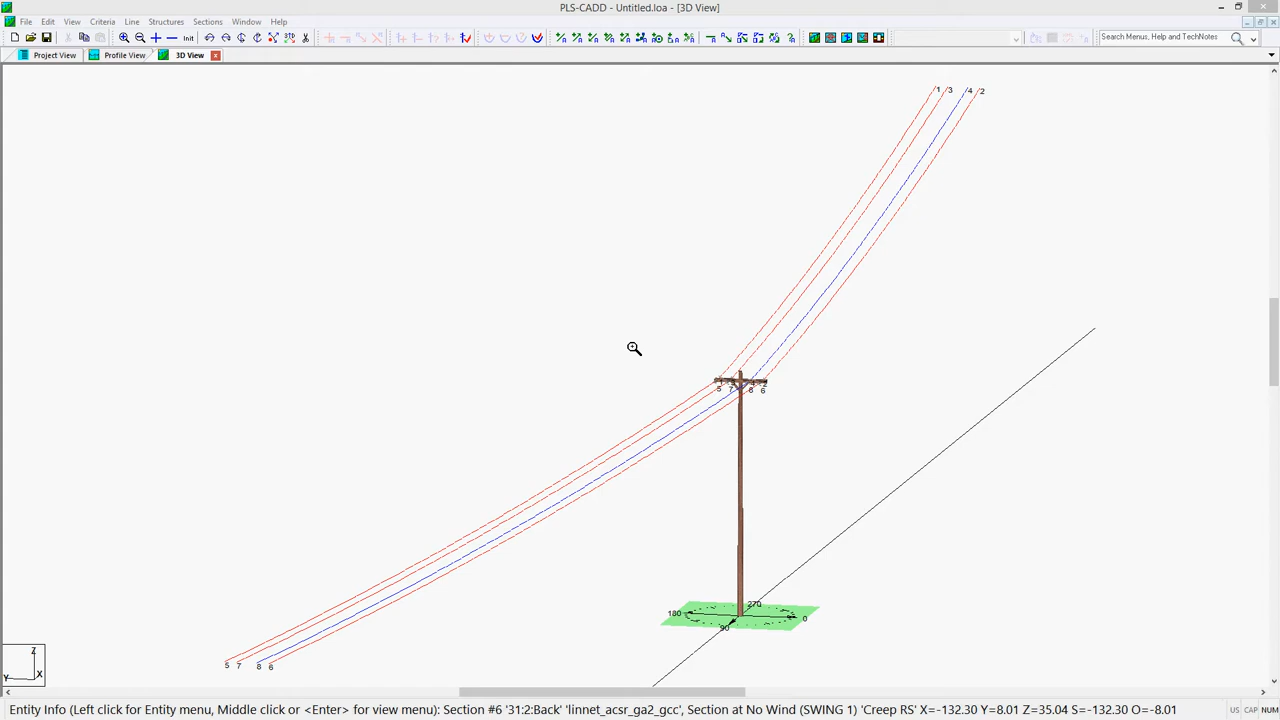 PLS-CADD - Untitled.loa - [3D View]
File Edit View Criteria Line Structures Sections Window Help
Init
Search Menus, Help and TechNotes
Project View Profile View 3D View
1 3 4 2
5 7 8 6
270
180
0
90
5 7 8 6
Z
Y X
Entity Info (Left click for Entity menu, Middle click or <Enter> for view menu): Section #6 '31:2:Back' 'linnet_acsr_ga2_gcc', Section at No Wind (SWING 1) 'Creep RS' X=-132.30 Y=8.01 Z=35.04 S=-132.30 O=-8.01
US CAP NUM